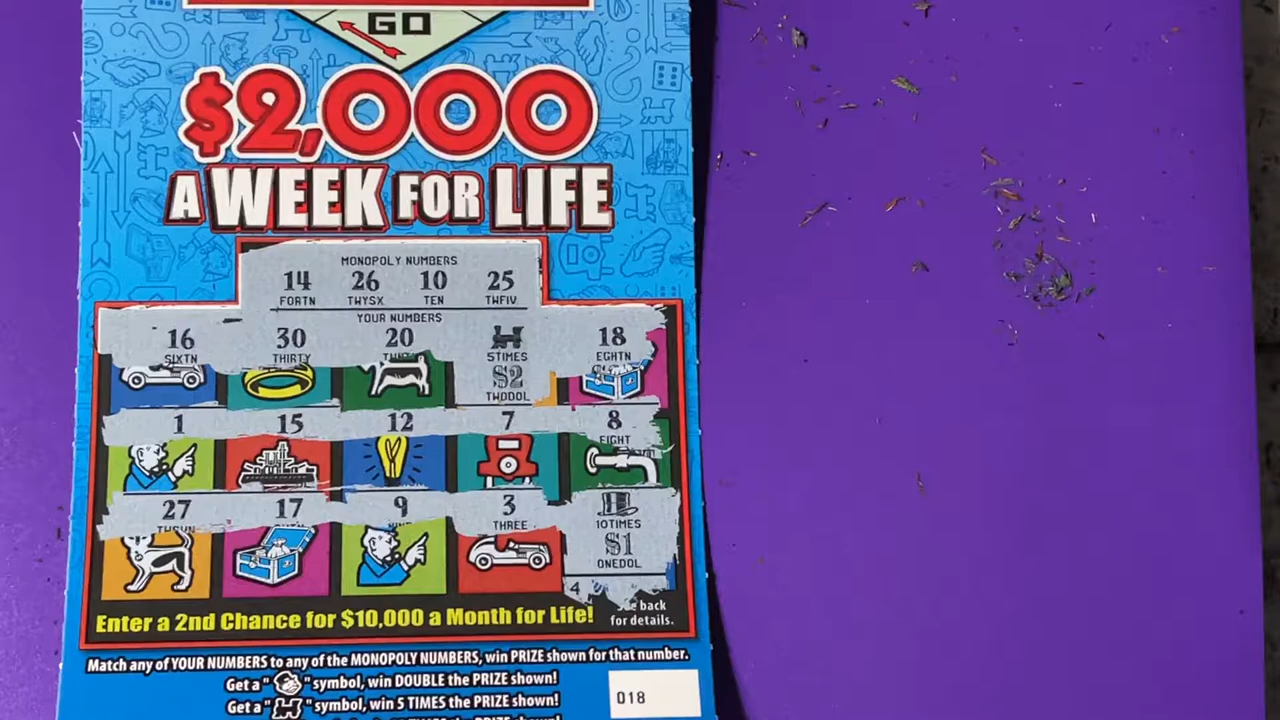 GO
$2,000
A WEEK FOR LIFE
MONOPOLY NUMBERS
14 26 10 25
FORTN TWYSX TEN TWFIV
YOUR NUMBERS
16 30 20 18
SIXTN THIRTY 5TIMES EGHTN
$2
TWODOL
1 15 12 7 8
EIGHT
27 17 9 3
THREE 10TIMES
$1
ONEDOL
4
Enter a 2nd Chance for $10,000 a Month for Life!
See back
for details.
Match any of YOUR NUMBERS to any of the MONOPOLY NUMBERS, win PRIZE shown for that number.
Get a " " symbol, win DOUBLE the PRIZE shown!
Get a " " symbol, win 5 TIMES the PRIZE shown!
018